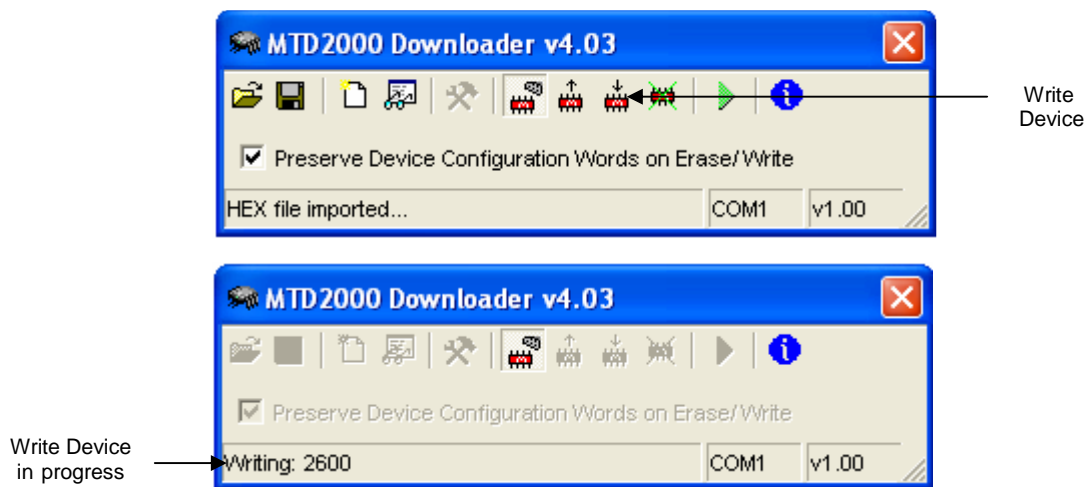 MTD2000 Downloader v4.03
Write
Device
Preserve Device Configuration Words on Erase/Write
HEX file imported... COM1 v1.00
MTD2000 Downloader v4.03
Preserve Device Configuration Words on Erase/Write
Write Device
in progress
Writing: 2600 COM1 v1.00